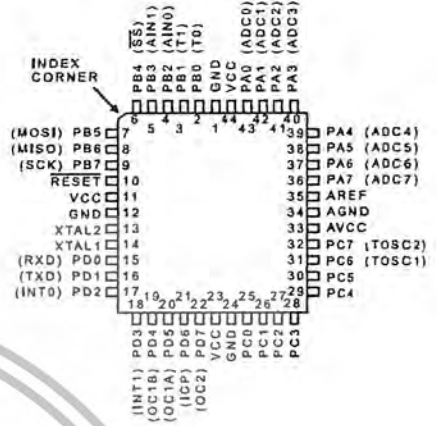 INDEX
CORNER
PB4 (SS)
PB3 (AIN1)
PB2 (AIN0)
PB1 (T1)
PB0 (T0)
GND
VCC
PA0 (ADC0)
PA1 (ADC1)
PA2 (ADC2)
PA3 (ADC3)
6 5 4 3 2 1 44 43 42 41 40
(MOSI) PB5 7
(MISO) PB6 8
(SCK) PB7 9
RESET 10
VCC 11
GND 12
XTAL2 13
XTAL1 14
(RXD) PD0 15
(TXD) PD1 16
(INT0) PD2 17
39 PA4 (ADC4)
38 PA5 (ADC5)
37 PA6 (ADC6)
36 PA7 (ADC7)
35 AREF
34 AGND
33 AVCC
32 PC7 (TOSC2)
31 PC6 (TOSC1)
30 PC5
29 PC4
18 19 20 21 22 23 24 25 26 27 28
(INT1) PD3
(OC1B) PD4
(OC1A) PD5
(ICP) PD6
(OC2) PD7
VCC
GND
PC0
PC1
PC2
PC3